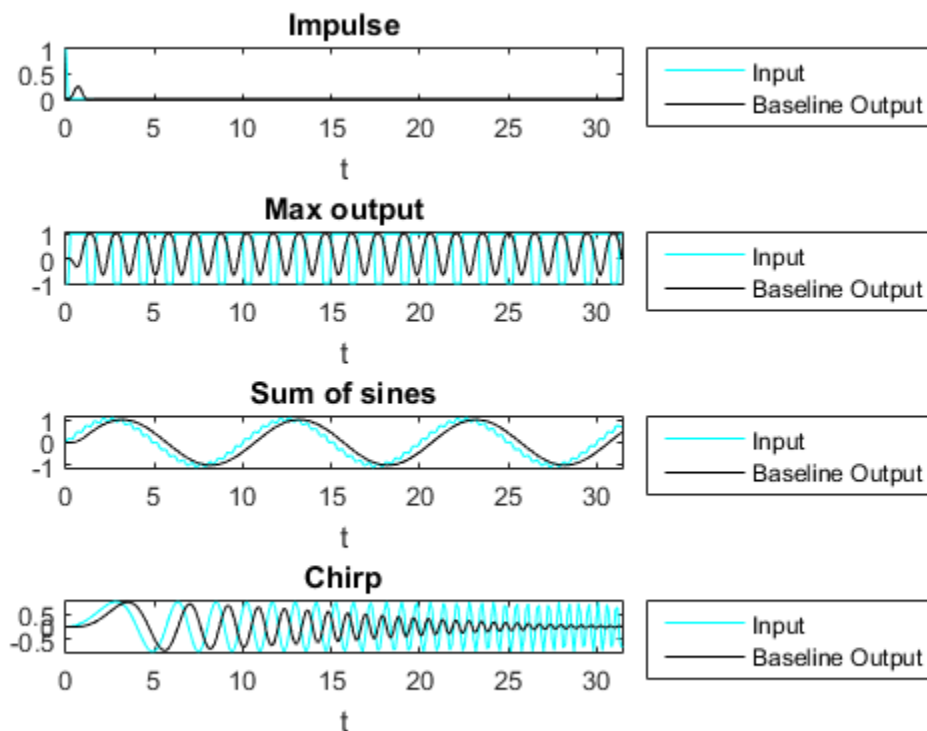 Impulse
1
0.5
0
0 5 10 15 20 25 30
t
Input
Baseline Output
Max output
1
0
-1
0 5 10 15 20 25 30
t
Input
Baseline Output
Sum of sines
1
0
-1
0 5 10 15 20 25 30
t
Input
Baseline Output
Chirp
0.5
0
-0.5
0 5 10 15 20 25 30
t
Input
Baseline Output